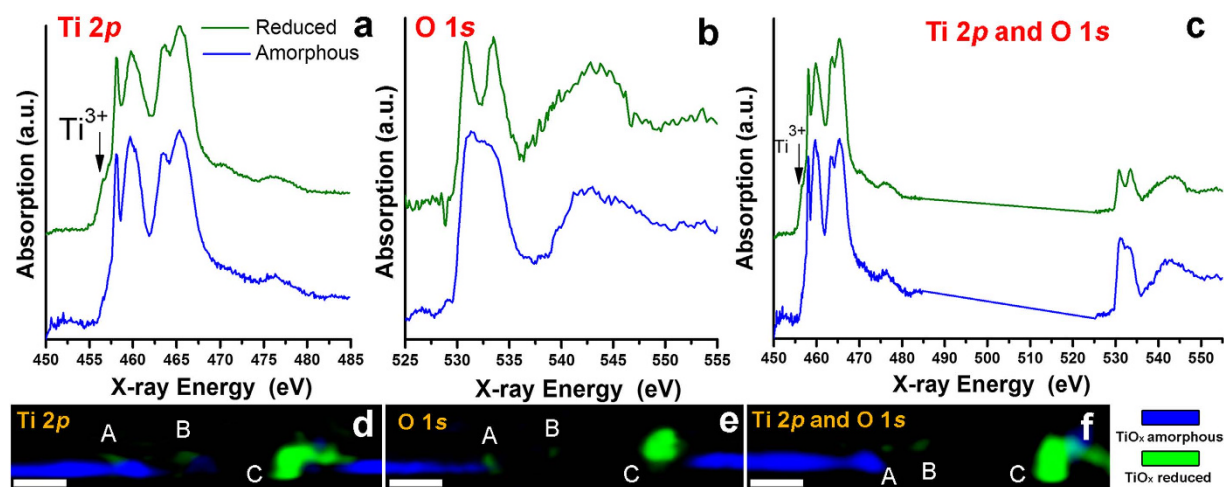 Ti 2p
Reduced
Amorphous
a
Ti3+
Absorption (a.u.)
450 455 460 465 470 475 480 485
X-ray Energy (eV)
O 1s
b
Absorption (a.u.)
525 530 535 540 545 550 555
X-ray Energy (eV)
Ti 2p and O 1s
c
Ti3+
Absorption (a.u.)
450 460 470 480 490 500 510 520 530 540 550
X-ray Energy (eV)
Ti 2p
A
B
C
d
O 1s
A
B
C
e
Ti 2p and O 1s
A
B
C
f
TiOx amorphous
TiOx reduced